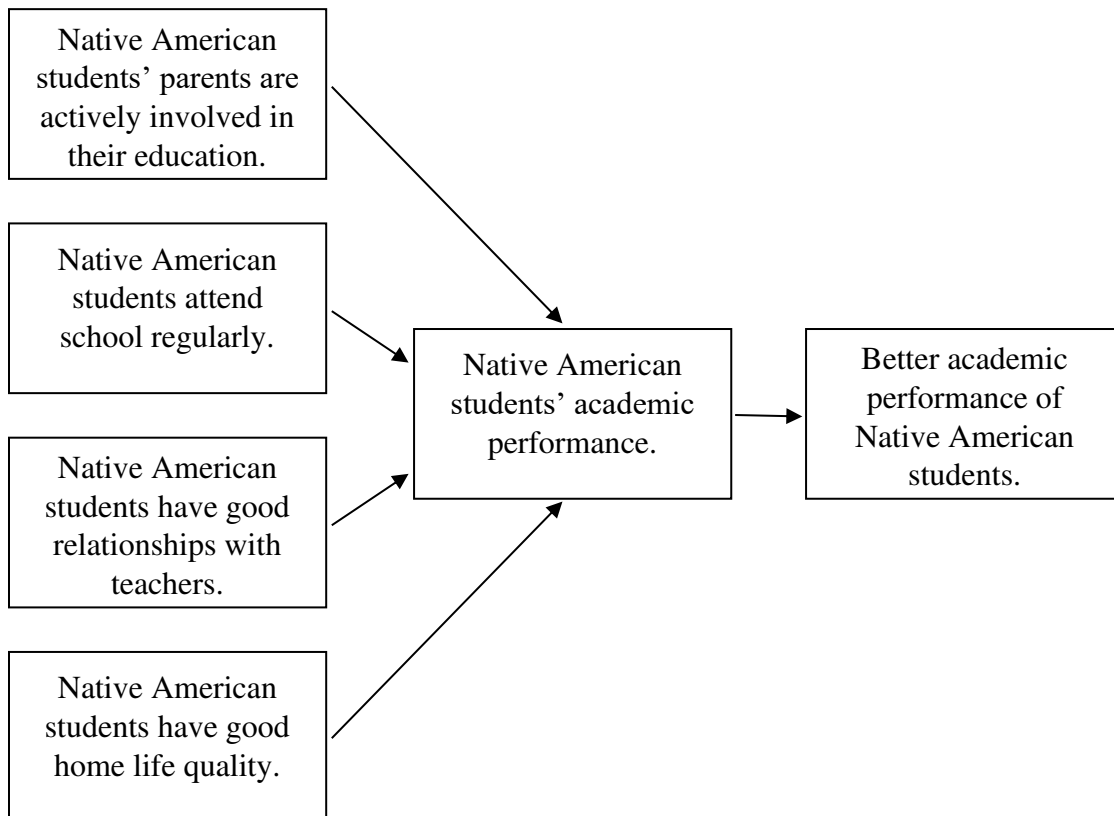 Native American
students’ parents are
actively involved in
their education.
Native American
students attend
school regularly.
Native American
students have good
relationships with
teachers.
Native American
students have good
home life quality.
Native American
students’ academic
performance.
Better academic
performance of
Native American
students.